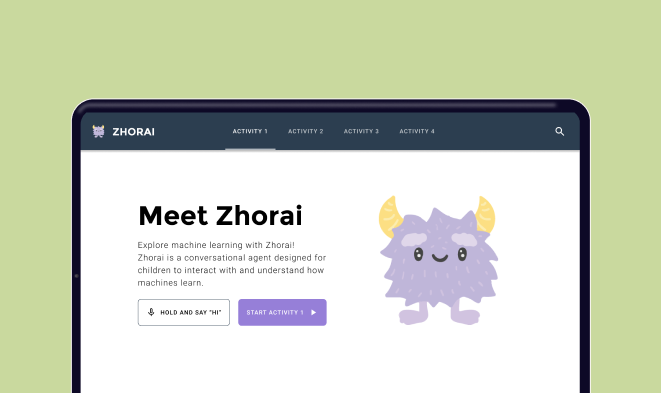 ZHORAI
ACTIVITY 1
ACTIVITY 2
ACTIVITY 3
ACTIVITY 4
Meet Zhorai
Explore machine learning with Zhorai!
Zhorai is a conversational agent designed for
children to interact with and understand how
machines learn.
HOLD AND SAY "HI"
START ACTIVITY 1